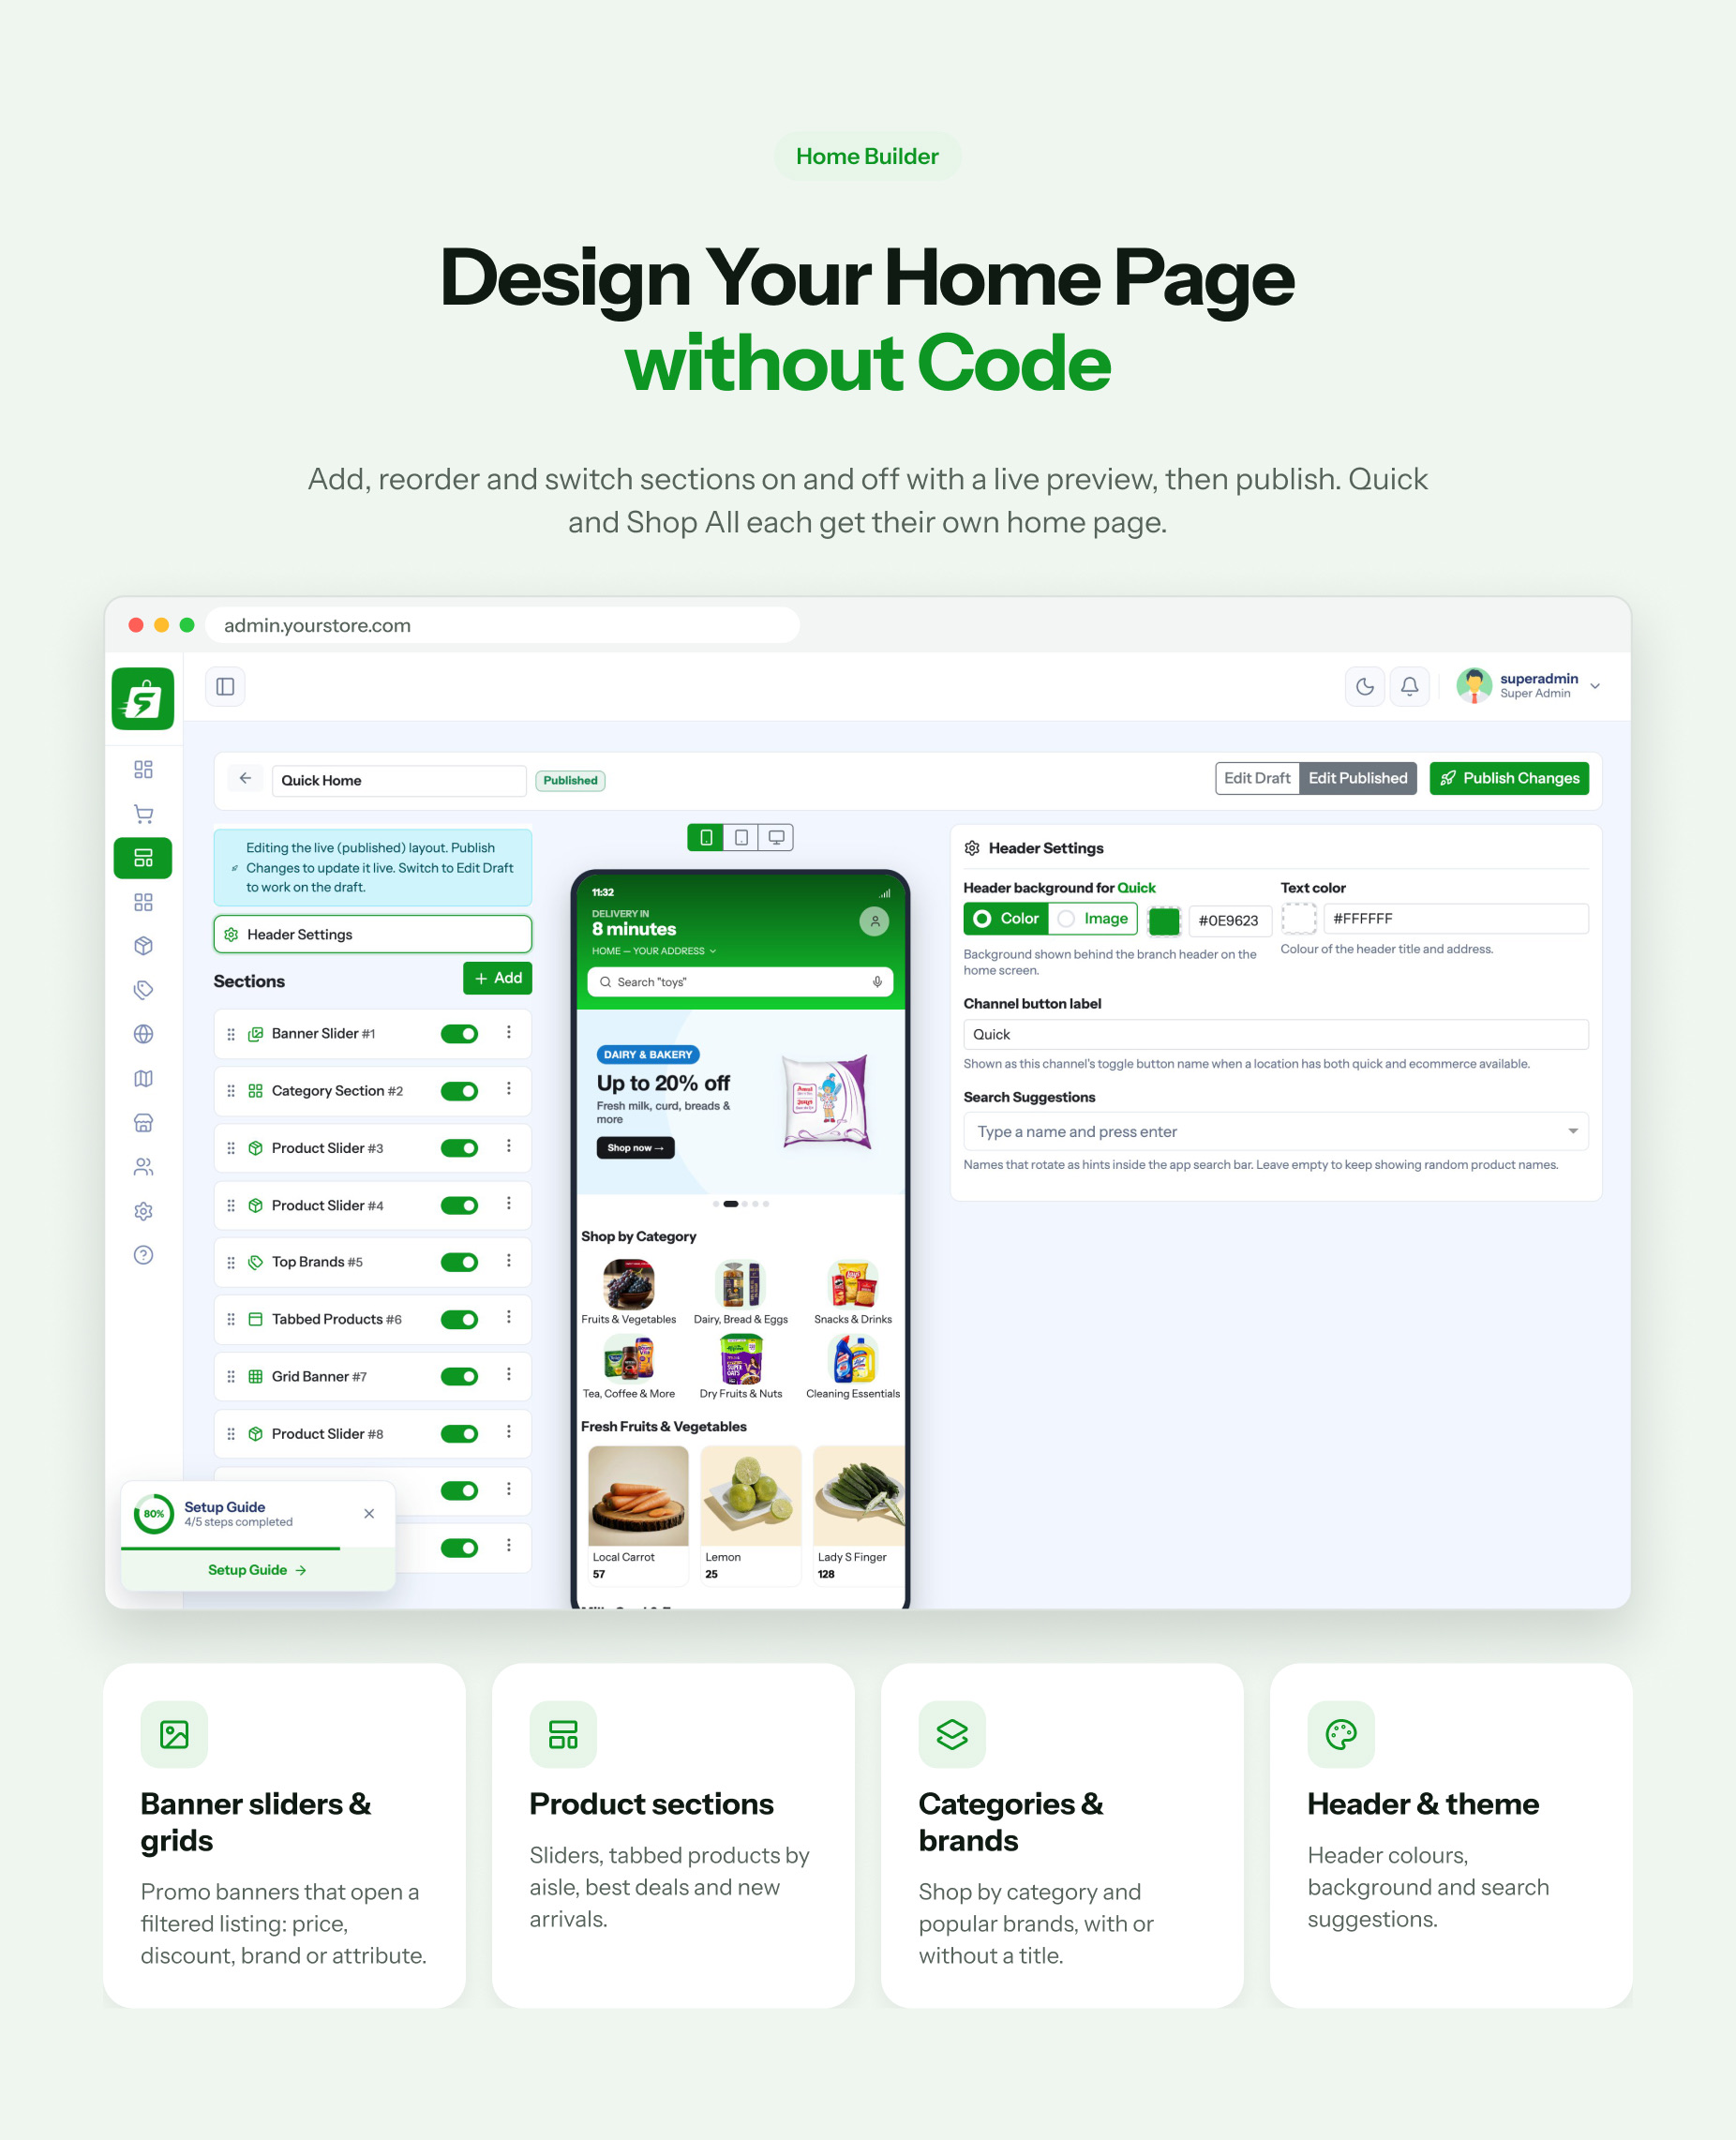 Home Builder
Design Your Home Page
without Code
Add, reorder and switch sections on and off with a live preview, then publish. Quick
and Shop All each get their own home page.
admin.yourstore.com
superadmin
Super Admin
Quick Home
Published
Edit Draft
Edit Published
Publish Changes
Editing the live (published) layout. Publish
Changes to update it live. Switch to Edit Draft
to work on the draft.
Header Settings
Sections
+ Add
Banner Slider #1
Category Section #2
Product Slider #3
Product Slider #4
Top Brands #5
Tabbed Products #6
Grid Banner #7
Product Slider #8
80%
Setup Guide
4/5 steps completed
Setup Guide →
11:32
DELIVERY IN
8 minutes
HOME — YOUR ADDRESS
Search "toys"
DAIRY & BAKERY
Up to 20% off
Fresh milk, curd, breads &
more
Shop now →
Shop by Category
Fruits & Vegetables
Dairy, Bread & Eggs
Snacks & Drinks
Tea, Coffee & More
Dry Fruits & Nuts
Cleaning Essentials
Fresh Fruits & Vegetables
Local Carrot
57
Lemon
25
Lady S Finger
128
Header Settings
Header background for Quick
Color
Image
#0E9623
Background shown behind the branch header on the
home screen.
Text color
#FFFFFF
Colour of the header title and address.
Channel button label
Quick
Shown as this channel's toggle button name when a location has both quick and ecommerce available.
Search Suggestions
Type a name and press enter
Names that rotate as hints inside the app search bar. Leave empty to keep showing random product names.
Banner sliders &
grids
Promo banners that open a
filtered listing: price,
discount, brand or attribute.
Product sections
Sliders, tabbed products by
aisle, best deals and new
arrivals.
Categories &
brands
Shop by category and
popular brands, with or
without a title.
Header & theme
Header colours,
background and search
suggestions.